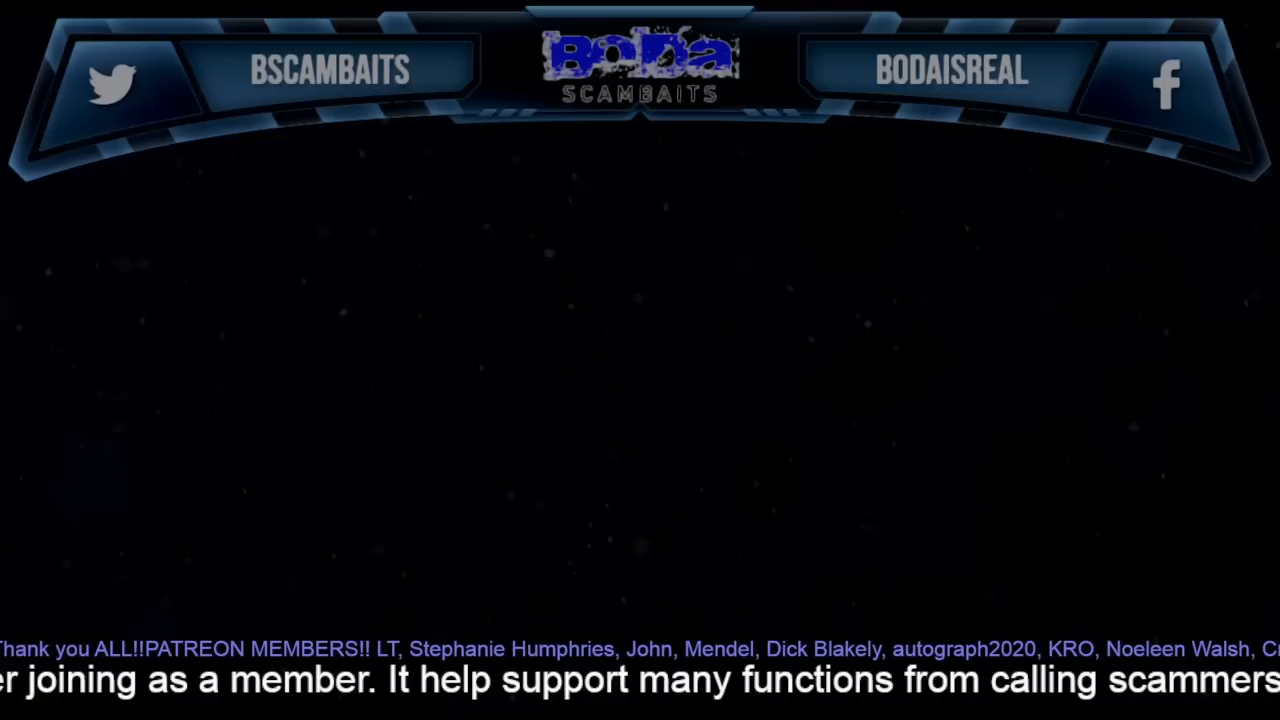 BSCAMBAITS
BoDa
SCAMBAITS
BODAISREAL
Thank you ALL!!PATREON MEMBERS!! LT, Stephanie Humphries, John, Mendel, Dick Blakely, autograph2020, KRO, Noeleen Walsh,
joining as a member. It help support many functions from calling scammers